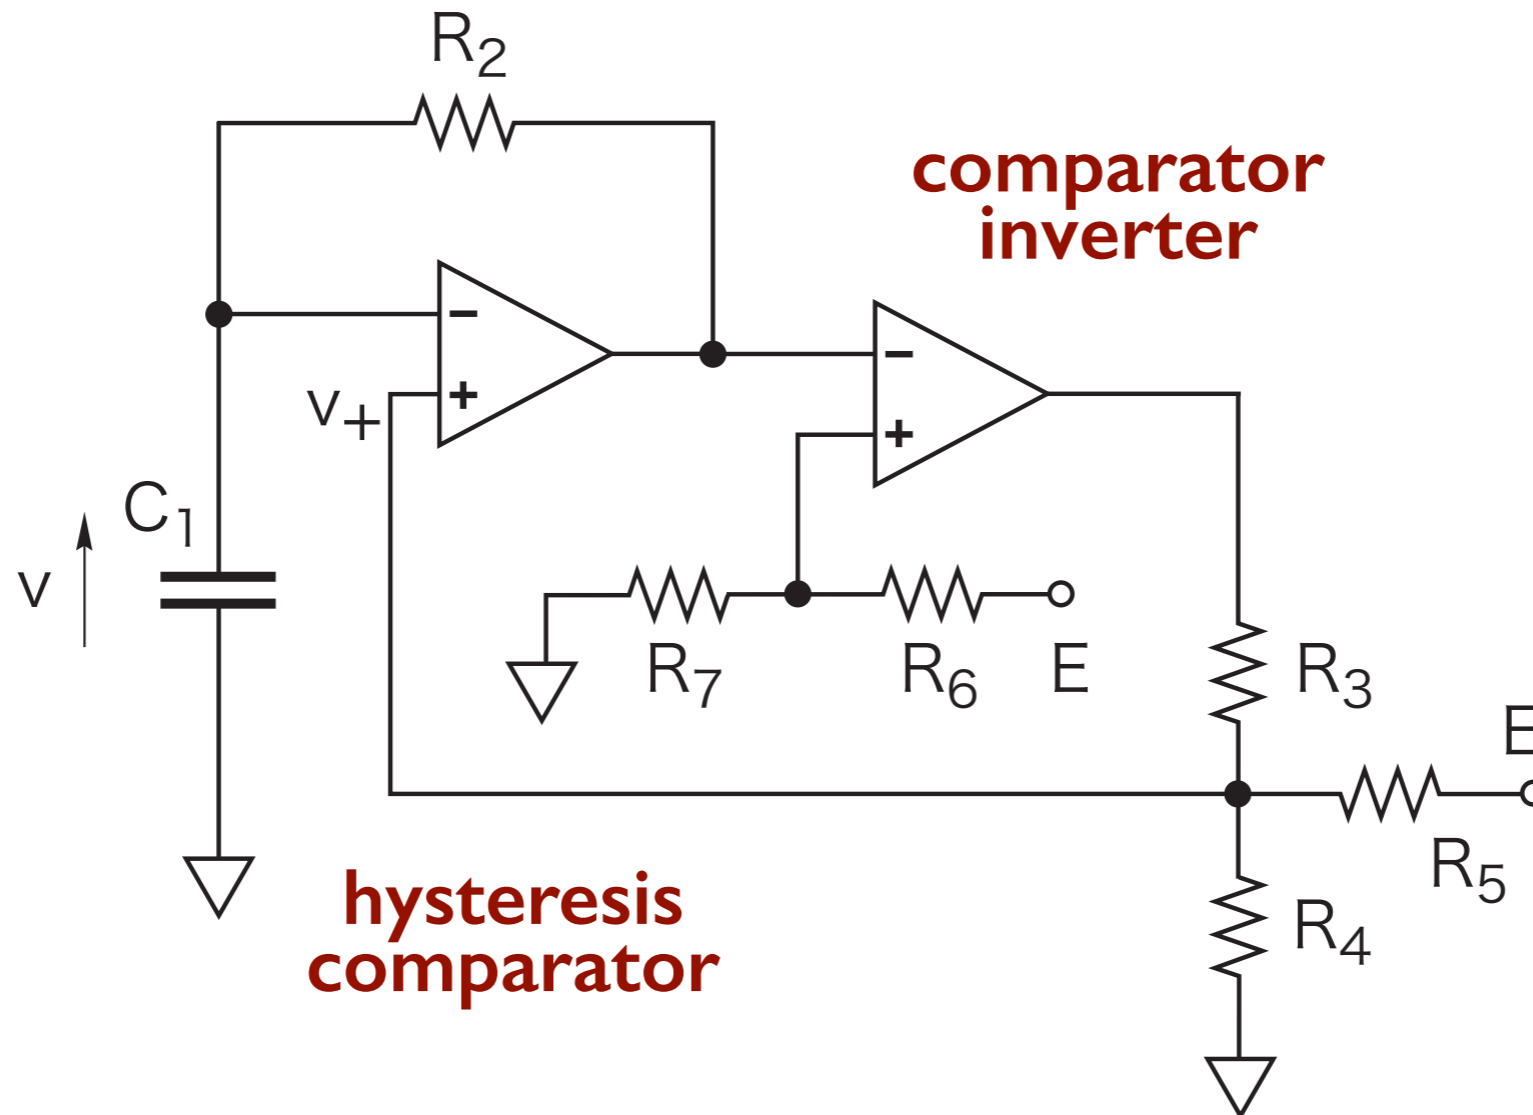 R2
comparator
inverter
−
+
−
+
v+
C1
v
R7
R6
E
R3
E
R5
R4
hysteresis
comparator